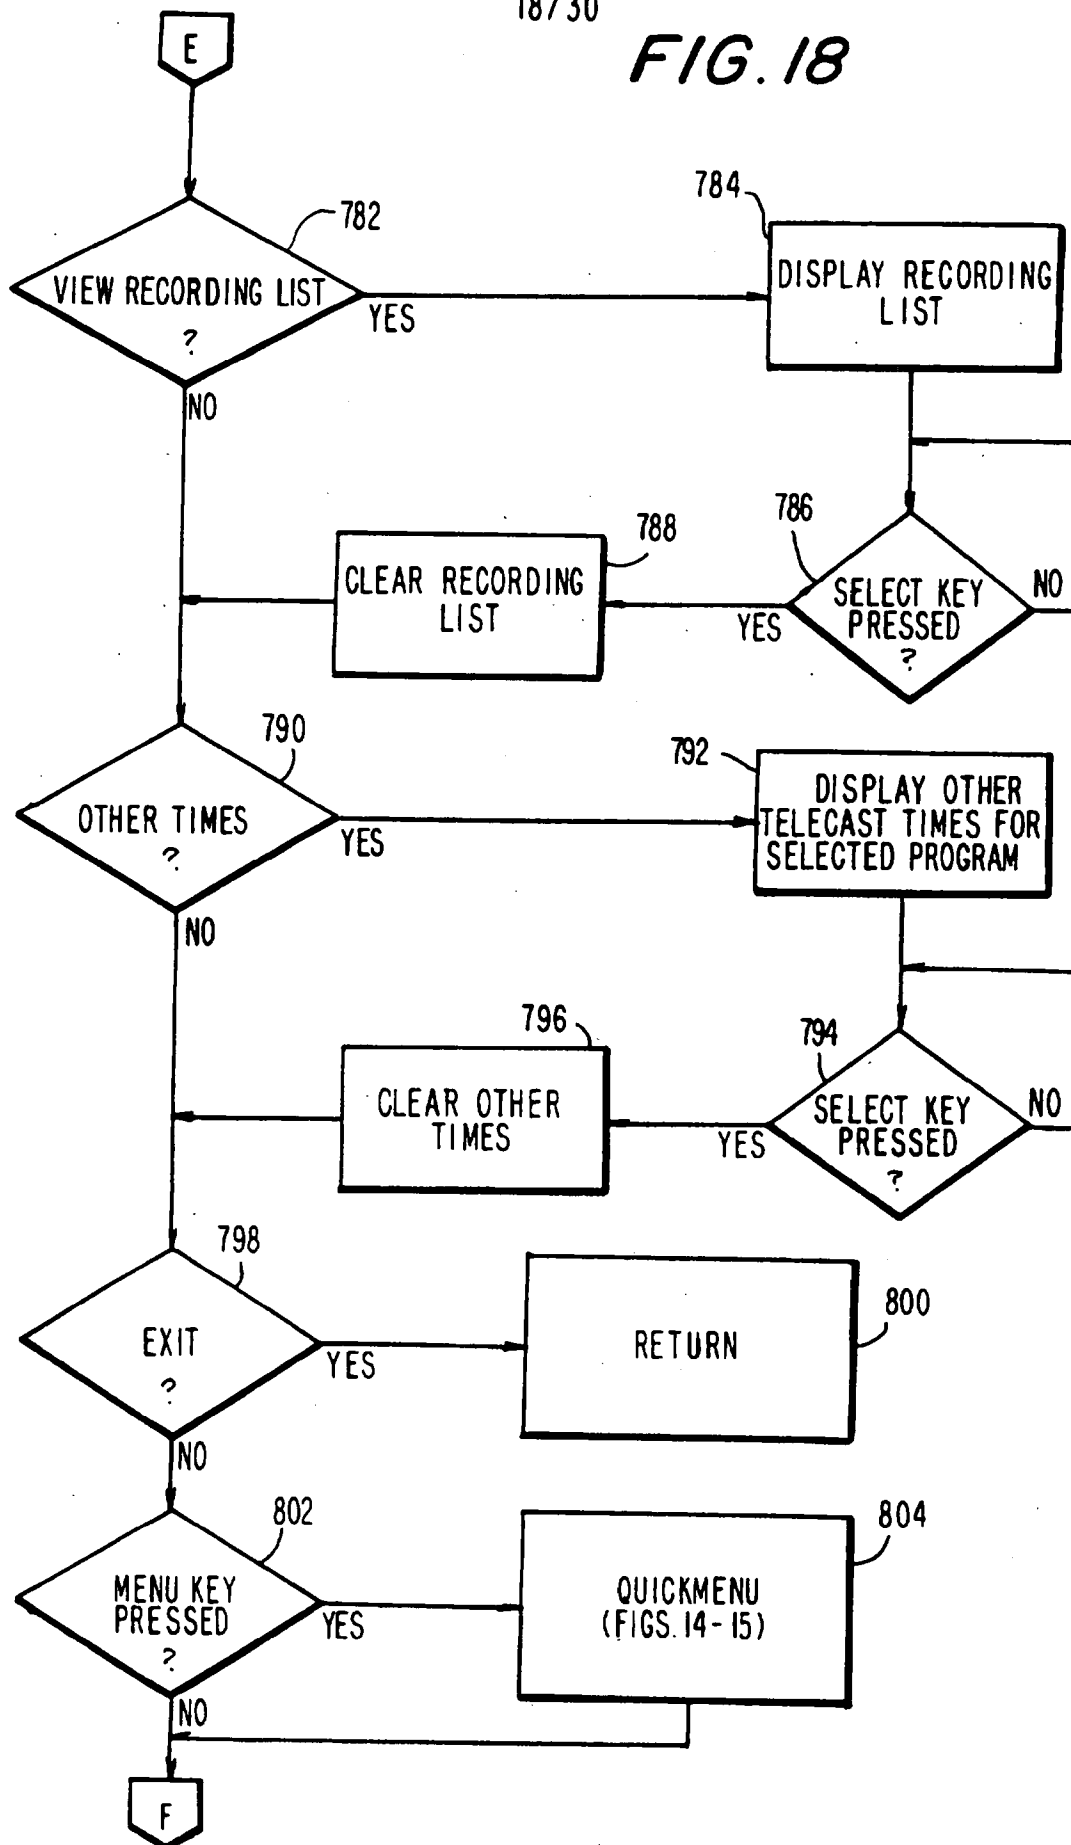 18/30
FIG. 18
E
782
VIEW RECORDING LIST
?
YES
NO
784
DISPLAY RECORDING
LIST
786
SELECT KEY
PRESSED
?
NO
YES
788
CLEAR RECORDING
LIST
790
OTHER TIMES
?
YES
NO
792
DISPLAY OTHER
TELECAST TIMES FOR
SELECTED PROGRAM
794
SELECT KEY
PRESSED
?
NO
YES
796
CLEAR OTHER
TIMES
798
EXIT
?
YES
NO
800
RETURN
802
MENU KEY
PRESSED
?
YES
NO
804
QUICKMENU
(FIGS. 14-15)
F